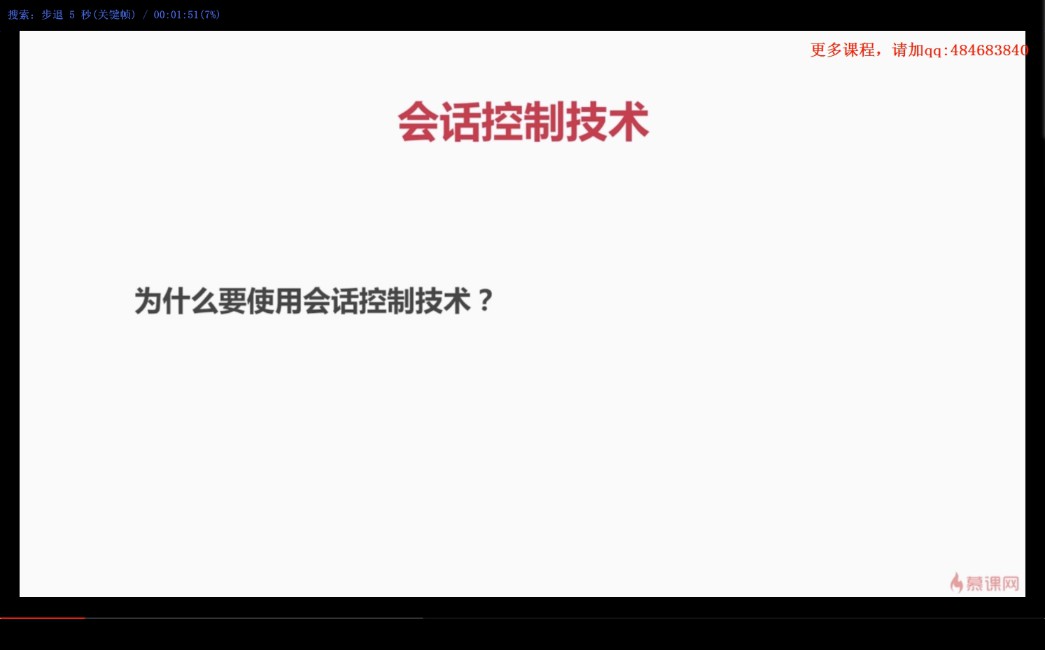 搜索: 步退 5 秒(关键帧) / 00:01:51(7%)
更多课程，请加qq:484683840
会话控制技术
为什么要使用会话控制技术？
慕课网